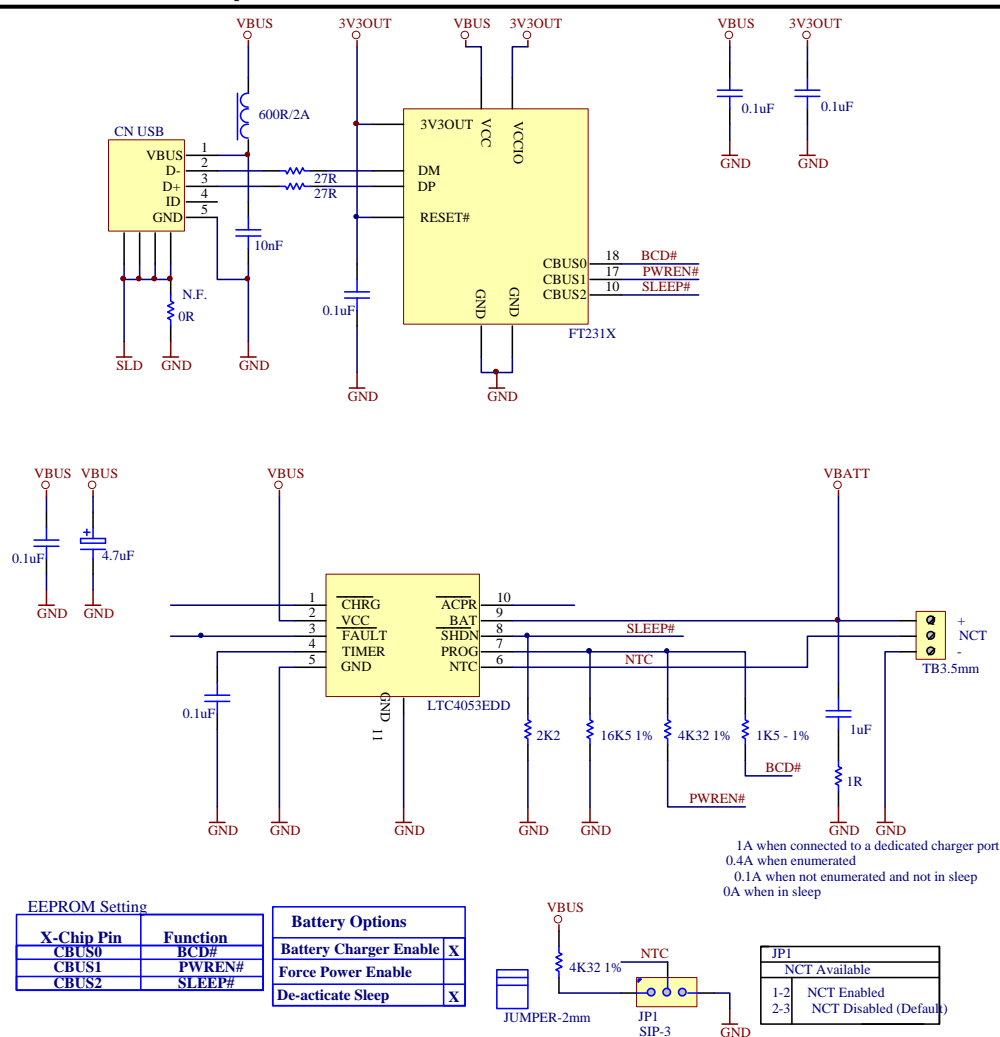 VBUS 3V3OUT VBUS 3V3OUT VBUS 3V3OUT
600R/2A
0.1uF 0.1uF
GND GND
CN USB
VBUS 1
D- 2
D+ 3
ID 4
GND 5
27R
27R
10nF
N.F.
0R
0.1uF
SLD GND GND GND GND
3V3OUT VCC VCCIO
DM
DP
RESET#
CBUS0 18 BCD#
CBUS1 17 PWREN#
CBUS2 10 SLEEP#
GND GND
FT231X
VBUS VBUS VBUS VBATT
0.1uF 4.7uF
GND GND
1 CHRG ACPR 10
2 VCC BAT 9
3 FAULT SHDN 8 SLEEP#
4 TIMER PROG 7
5 GND NTC 6 NTC
GND 11
LTC4053EDD
+
NCT
-
TB3.5mm
0.1uF
2K2 16K5 1% 4K32 1% 1K5 - 1% 1uF
BCD#
1R
PWREN#
GND GND GND GND GND GND GND
1A when connected to a dedicated charger port
0.4A when enumerated
0.1A when not enumerated and not in sleep
0A when in sleep
EEPROM Setting
X-Chip Pin Function
CBUS0 BCD#
CBUS1 PWREN#
CBUS2 SLEEP#
Battery Options
Battery Charger Enable X
Force Power Enable
De-acticate Sleep X
JUMPER-2mm
VBUS
4K32 1%
NTC
JP1
SIP-3
GND
JP1
NCT Available
1-2 NCT Enabled
2-3 NCT Disabled (Default)